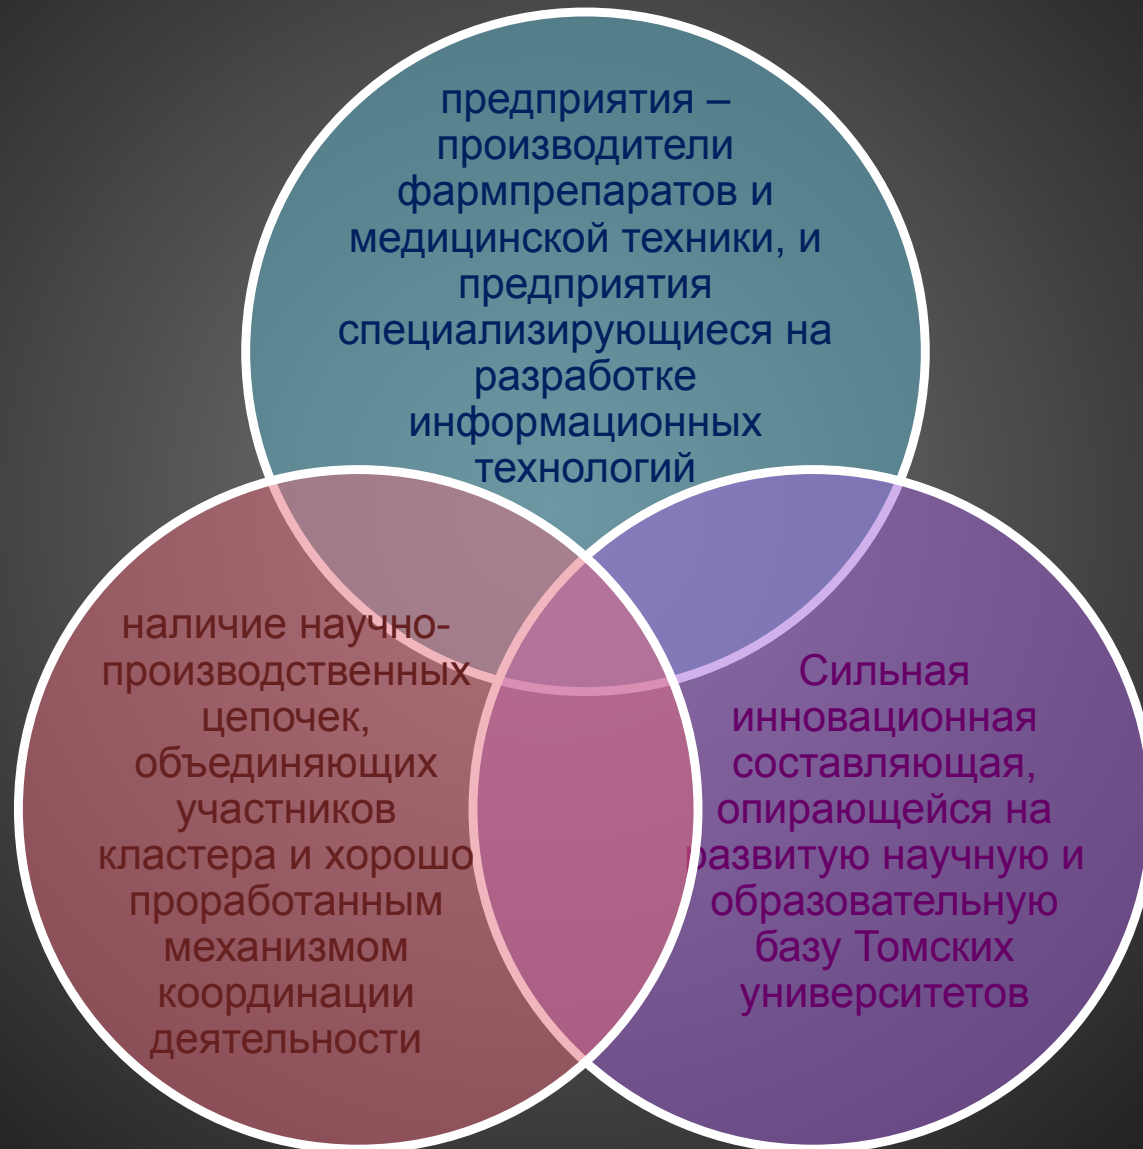 предприятия –
производители
фармпрепаратов и
медицинской техники, и
предприятия
специализирующиеся на
разработке
информационных
технологий
наличие научно-
производственных
цепочек,
объединяющих
участников
кластера и хорошо
проработанным
механизмом
координации
деятельности
Сильная
инновационная
составляющая,
опирающейся на
развитую научную и
образовательную
базу Томских
университетов